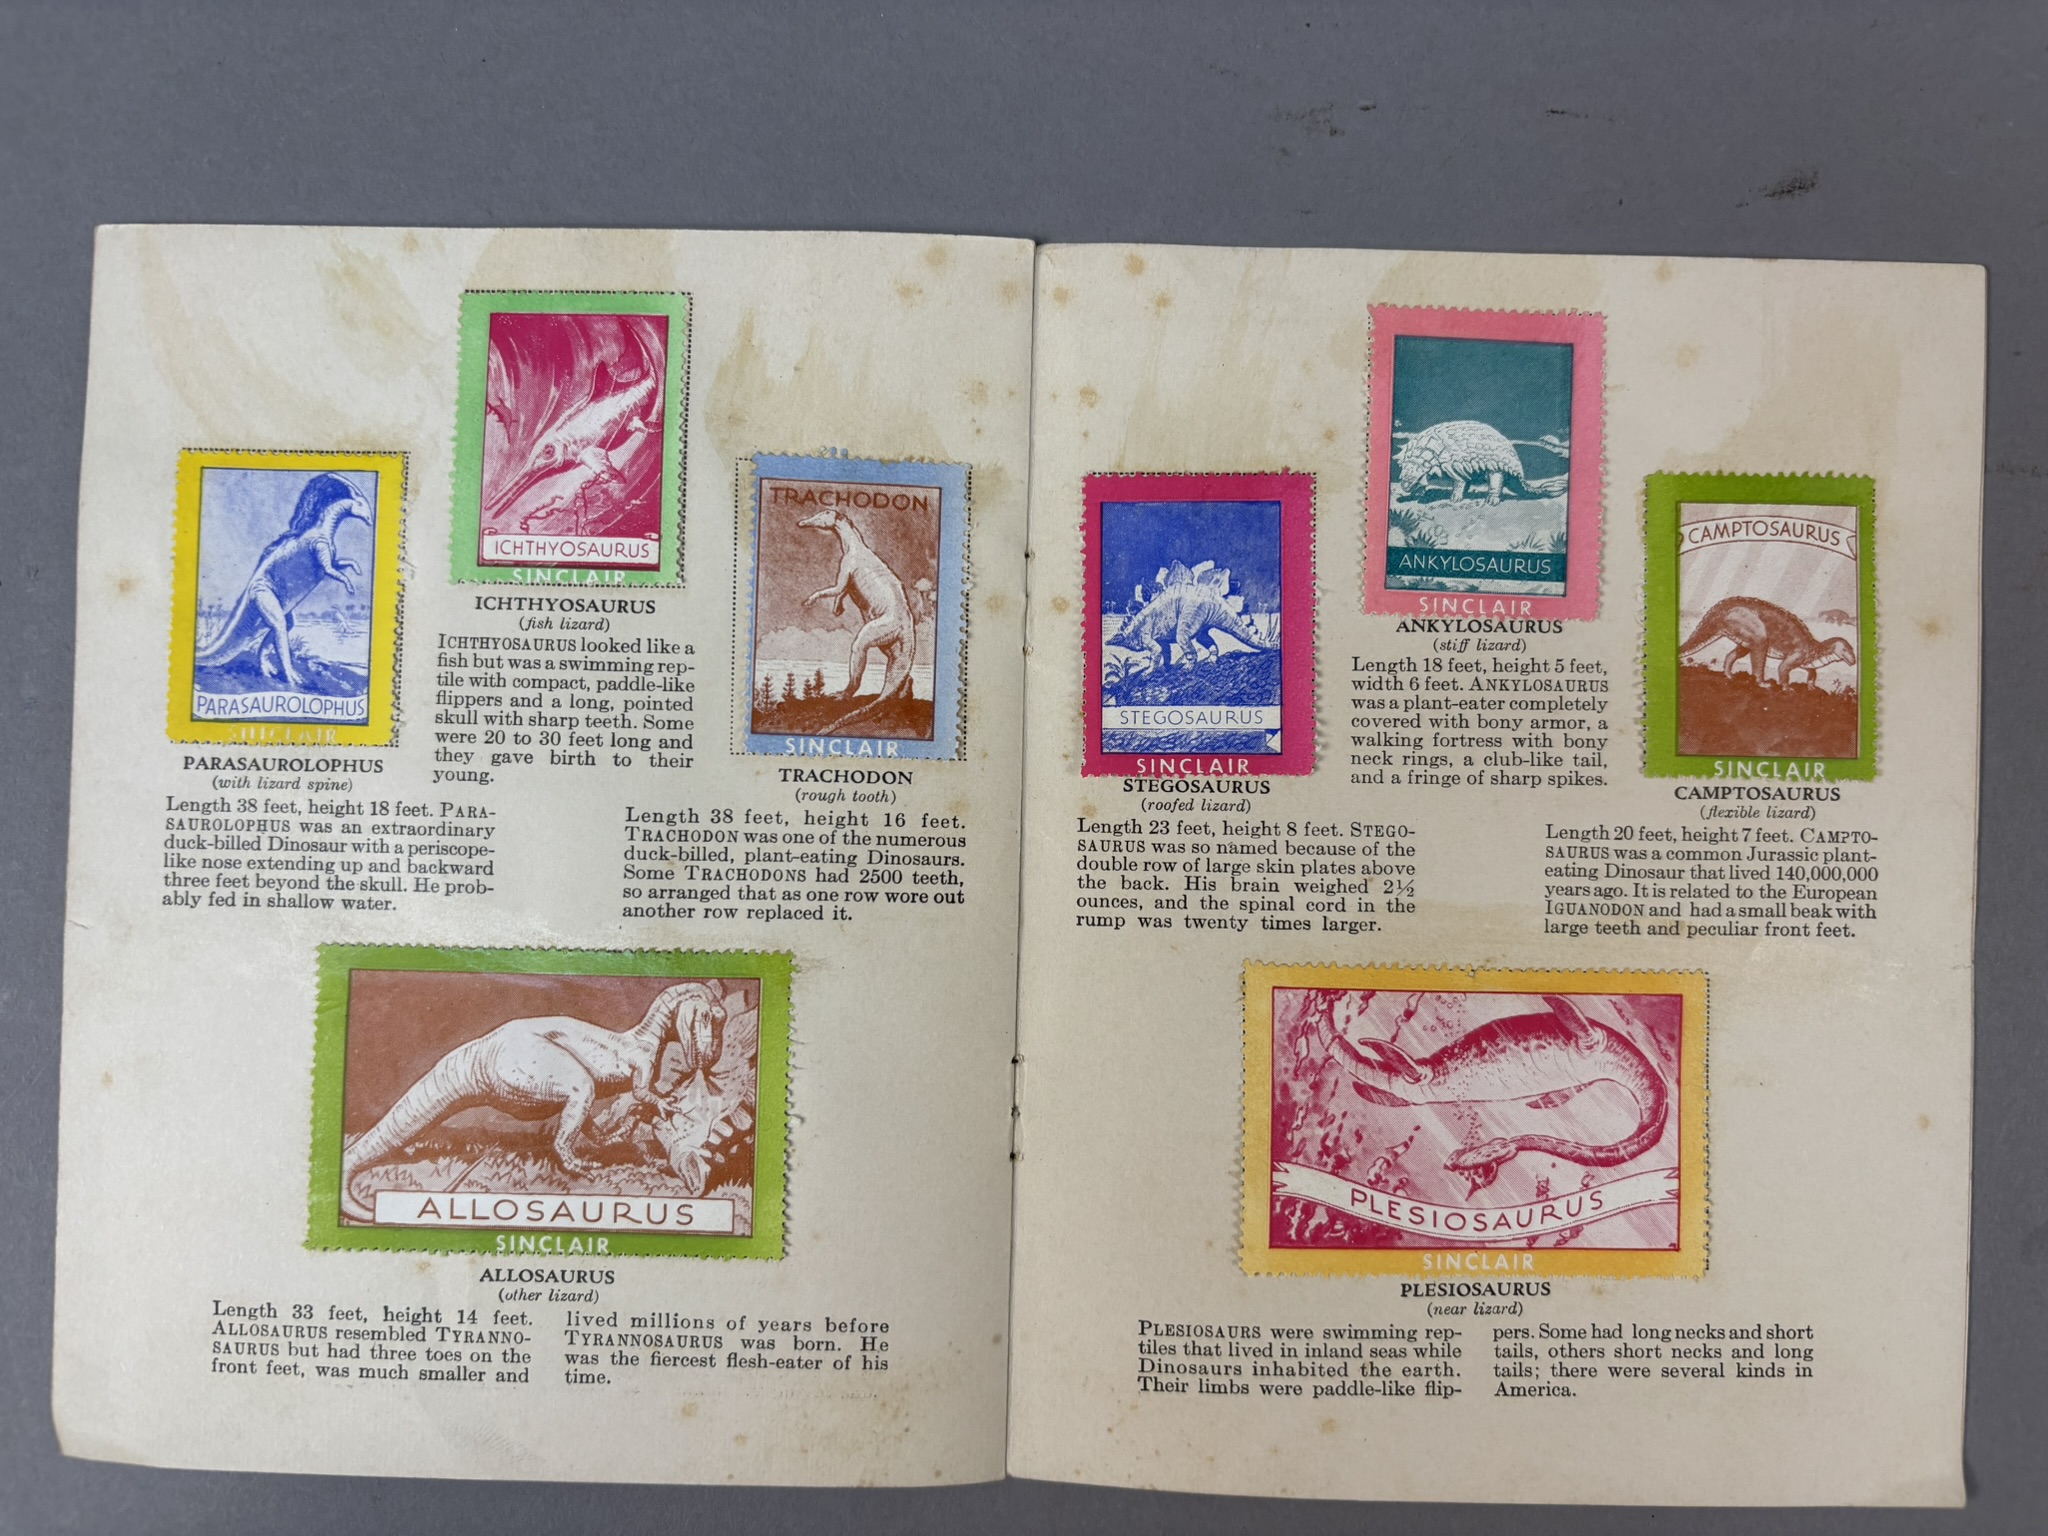 ICHTHYOSAURUS
SINCLAIR
ICHTHYOSAURUS
(fish lizard)
ICHTHYOSAURUS looked like a
fish but was a swimming rep-
tile with compact, paddle-like
flippers and a long, pointed
skull with sharp teeth. Some
were 20 to 30 feet long and
they gave birth to their
young.
PARASAUROLOPHUS
SINCLAIR
PARASAUROLOPHUS
(with lizard spine)
Length 38 feet, height 18 feet. PARA-
SAUROLOPHUS was an extraordinary
duck-billed Dinosaur with a periscope-
like nose extending up and backward
three feet beyond the skull. He prob-
ably fed in shallow water.
TRACHODON
SINCLAIR
TRACHODON
(rough tooth)
Length 38 feet, height 16 feet.
TRACHODON was one of the numerous
duck-billed, plant-eating Dinosaurs.
Some TRACHODONS had 2500 teeth,
so arranged that as one row wore out
another row replaced it.
ALLOSAURUS
SINCLAIR
ALLOSAURUS
(other lizard)
Length 33 feet, height 14 feet.
ALLOSAURUS resembled TYRANNO-
SAURUS but had three toes on the
front feet, was much smaller and
lived millions of years before
TYRANNOSAURUS was born. He
was the fiercest flesh-eater of his
time.
ANKYLOSAURUS
SINCLAIR
ANKYLOSAURUS
(stiff lizard)
Length 18 feet, height 5 feet,
width 6 feet. ANKYLOSAURUS
was a plant-eater completely
covered with bony armor, a
walking fortress with bony
neck rings, a club-like tail,
and a fringe of sharp spikes.
STEGOSAURUS
SINCLAIR
STEGOSAURUS
(roofed lizard)
Length 23 feet, height 8 feet. STEGO-
SAURUS was so named because of the
double row of large skin plates above
the back. His brain weighed 2½
ounces, and the spinal cord in the
rump was twenty times larger.
CAMPTOSAURUS
SINCLAIR
CAMPTOSAURUS
(flexible lizard)
Length 20 feet, height 7 feet. CAMPTO-
SAURUS was a common Jurassic plant-
eating Dinosaur that lived 140,000,000
years ago. It is related to the European
IGUANODON and had a small beak with
large teeth and peculiar front feet.
PLESIOSAURUS
SINCLAIR
PLESIOSAURUS
(near lizard)
PLESIOSAURS were swimming rep-
tiles that lived in inland seas while
Dinosaurs inhabited the earth.
Their limbs were paddle-like flip-
pers. Some had long necks and short
tails, others short necks and long
tails; there were several kinds in
America.